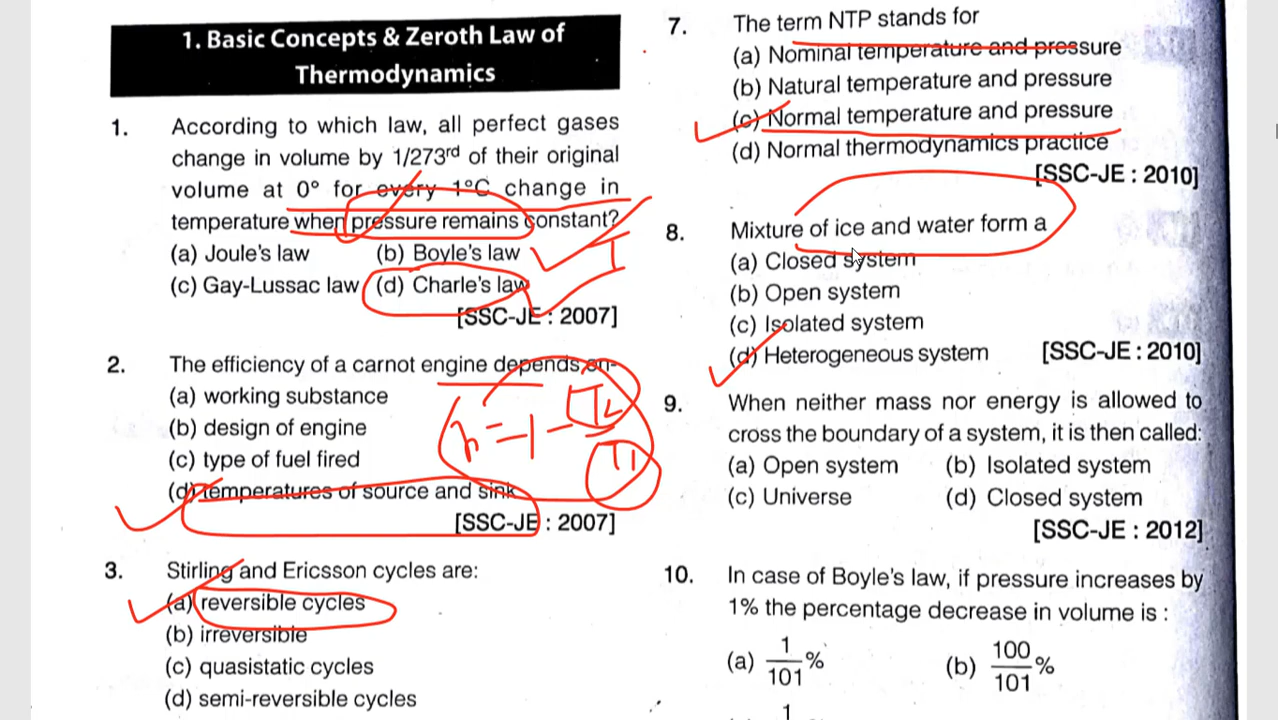 1. Basic Concepts & Zeroth Law of
Thermodynamics
1. According to which law, all perfect gases
change in volume by 1/273rd of their original
volume at 0° for every 1°C change in
temperature when pressure remains constant?
(a) Joule's law (b) Boyle's law
(c) Gay-Lussac law (d) Charle's law
[SSC-JE : 2007]
2. The efficiency of a carnot engine depends on-
(a) working substance
(b) design of engine
(c) type of fuel fired
(d) temperatures of source and sink
[SSC-JE : 2007]
η = 1 - T2
T1
3. Stirling and Ericsson cycles are:
(a) reversible cycles
(b) irreversible
(c) quasistatic cycles
(d) semi-reversible cycles
7. The term NTP stands for
(a) Nominal temperature and pressure
(b) Natural temperature and pressure
(c) Normal temperature and pressure
(d) Normal thermodynamics practice
[SSC-JE : 2010]
8. Mixture of ice and water form a
(a) Closed system
(b) Open system
(c) Isolated system
(d) Heterogeneous system [SSC-JE : 2010]
9. When neither mass nor energy is allowed to
cross the boundary of a system, it is then called:
(a) Open system (b) Isolated system
(c) Universe (d) Closed system
[SSC-JE : 2012]
10. In case of Boyle's law, if pressure increases by
1% the percentage decrease in volume is :
(a) 1/101 % (b) 100/101 %
1